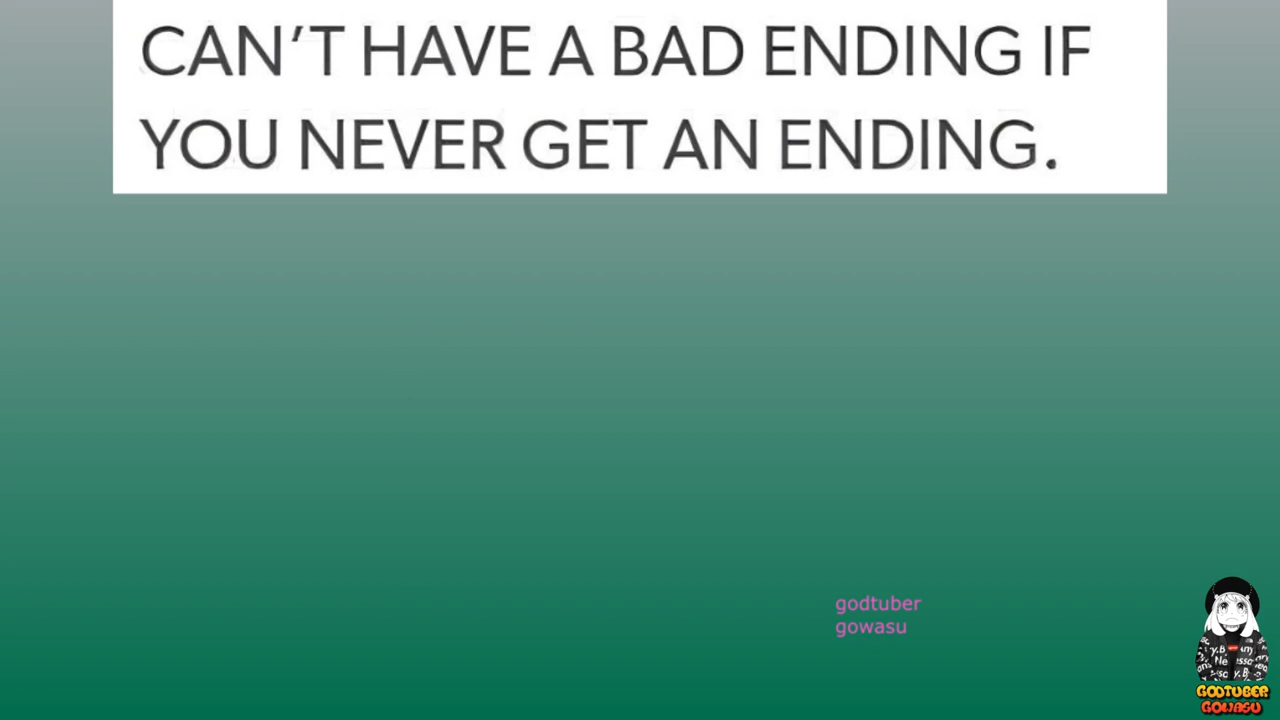 CAN'T HAVE A BAD ENDING IF
YOU NEVER GET AN ENDING.
godtuber
gowasu
GODTUBER
GOWASU